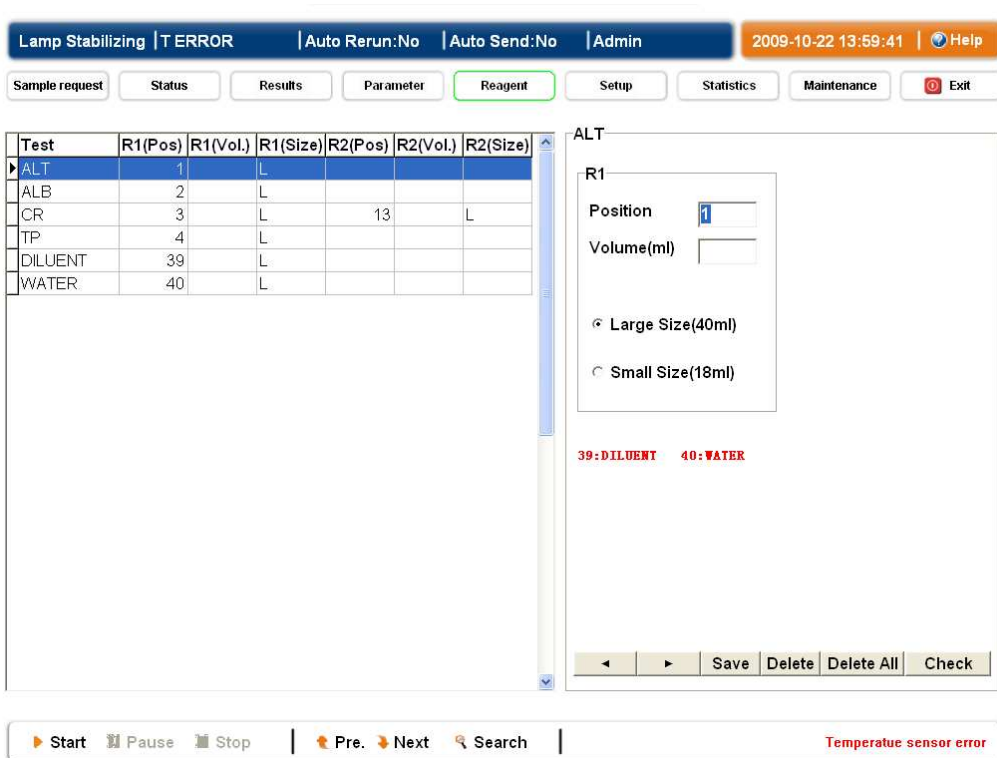 Lamp Stabilizing |T ERROR |Auto Rerun:No |Auto Send:No |Admin 2009-10-22 13:59:41 | Help
Sample request Status Results Parameter Reagent Setup Statistics Maintenance Exit
Test R1(Pos) R1(Vol.) R1(Size) R2(Pos) R2(Vol.) R2(Size)
ALT 1 L
ALB 2 L
CR 3 L 13 L
TP 4 L
DILUENT 39 L
WATER 40 L
ALT
R1
Position 1
Volume(ml)
Large Size(40ml)
Small Size(18ml)
39:DILUENT 40:WATER
Save Delete Delete All Check
Start Pause Stop | Pre. Next Search | Temperatue sensor error